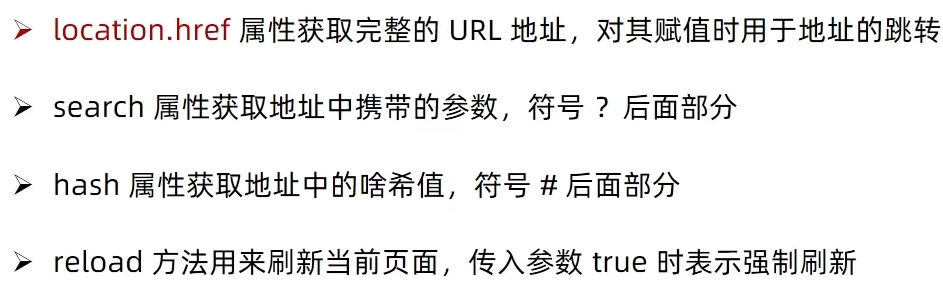 ➢ location.href 属性获取完整的 URL 地址，对其赋值时用于地址的跳转
➢ search 属性获取地址中携带的参数，符号 ? 后面部分
➢ hash 属性获取地址中的啥希值，符号 # 后面部分
➢ reload 方法用来刷新当前页面，传入参数 true 时表示强制刷新